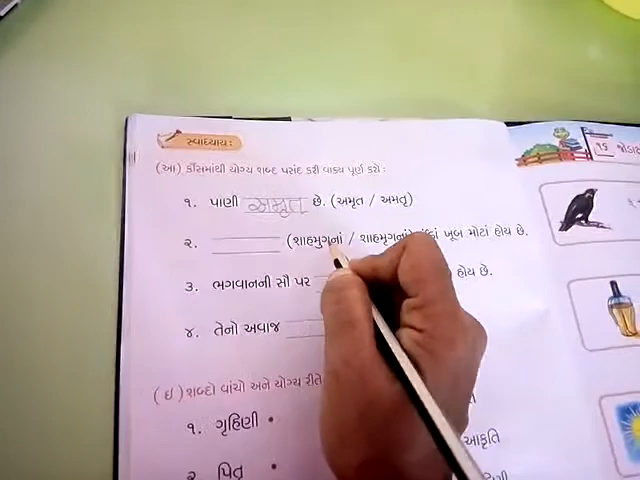 સ્વાધ્યાય:
(આ) કૌંસમાંથી યોગ્ય શબ્દ પસંદ કરી વાક્ય પૂર્ણ કરો :
૧. પાણી અમૃત છે. (અમૃત / અમતૃ)
૨. (શાહમુગનાં / શાહમૃગનાં) ખૂબ મોટાં હોય છે.
૩. ભગવાનની સૌ પર હોય છે.
૪. તેનો અવાજ
(ઇ) શબ્દો વાંચો અને યોગ્ય રીતે
૧. ગૃહિણી •
આકૃતિ
૨. પિતૃ •
૧૬ જોડાક્ષ